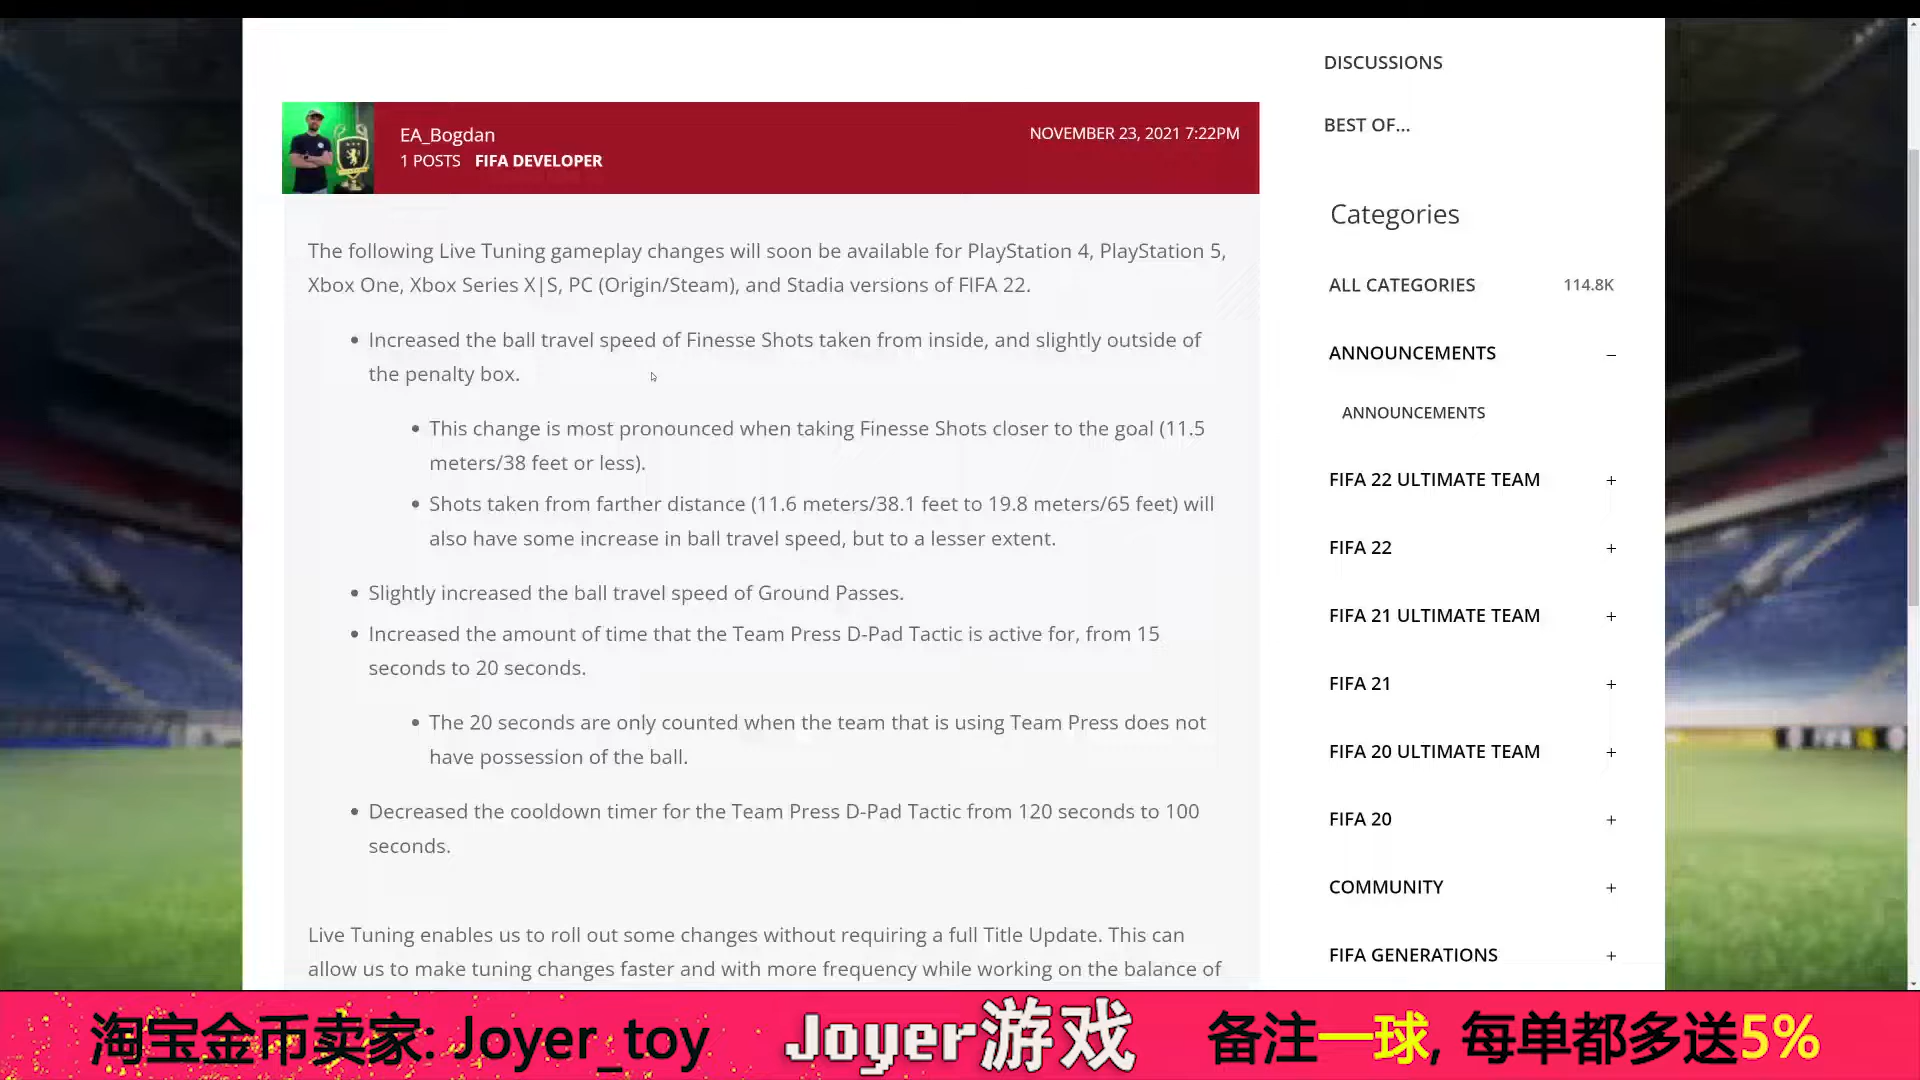 DISCUSSIONS
BEST OF...
EA_Bogdan
NOVEMBER 23, 2021 7:22PM
1 POSTS FIFA DEVELOPER
The following Live Tuning gameplay changes will soon be available for PlayStation 4, PlayStation 5,
Xbox One, Xbox Series X|S, PC (Origin/Steam), and Stadia versions of FIFA 22.
• Increased the ball travel speed of Finesse Shots taken from inside, and slightly outside of
the penalty box.
• This change is most pronounced when taking Finesse Shots closer to the goal (11.5
meters/38 feet or less).
• Shots taken from farther distance (11.6 meters/38.1 feet to 19.8 meters/65 feet) will
also have some increase in ball travel speed, but to a lesser extent.
• Slightly increased the ball travel speed of Ground Passes.
• Increased the amount of time that the Team Press D-Pad Tactic is active for, from 15
seconds to 20 seconds.
• The 20 seconds are only counted when the team that is using Team Press does not
have possession of the ball.
• Decreased the cooldown timer for the Team Press D-Pad Tactic from 120 seconds to 100
seconds.
Live Tuning enables us to roll out some changes without requiring a full Title Update. This can
allow us to make tuning changes faster and with more frequency while working on the balance of
Categories
ALL CATEGORIES 114.8K
ANNOUNCEMENTS –
ANNOUNCEMENTS
FIFA 22 ULTIMATE TEAM +
FIFA 22 +
FIFA 21 ULTIMATE TEAM +
FIFA 21 +
FIFA 20 ULTIMATE TEAM +
FIFA 20 +
COMMUNITY +
FIFA GENERATIONS +
淘宝金币卖家: Joyer_toy
Joyer游戏
备注一球, 每单都多送5%